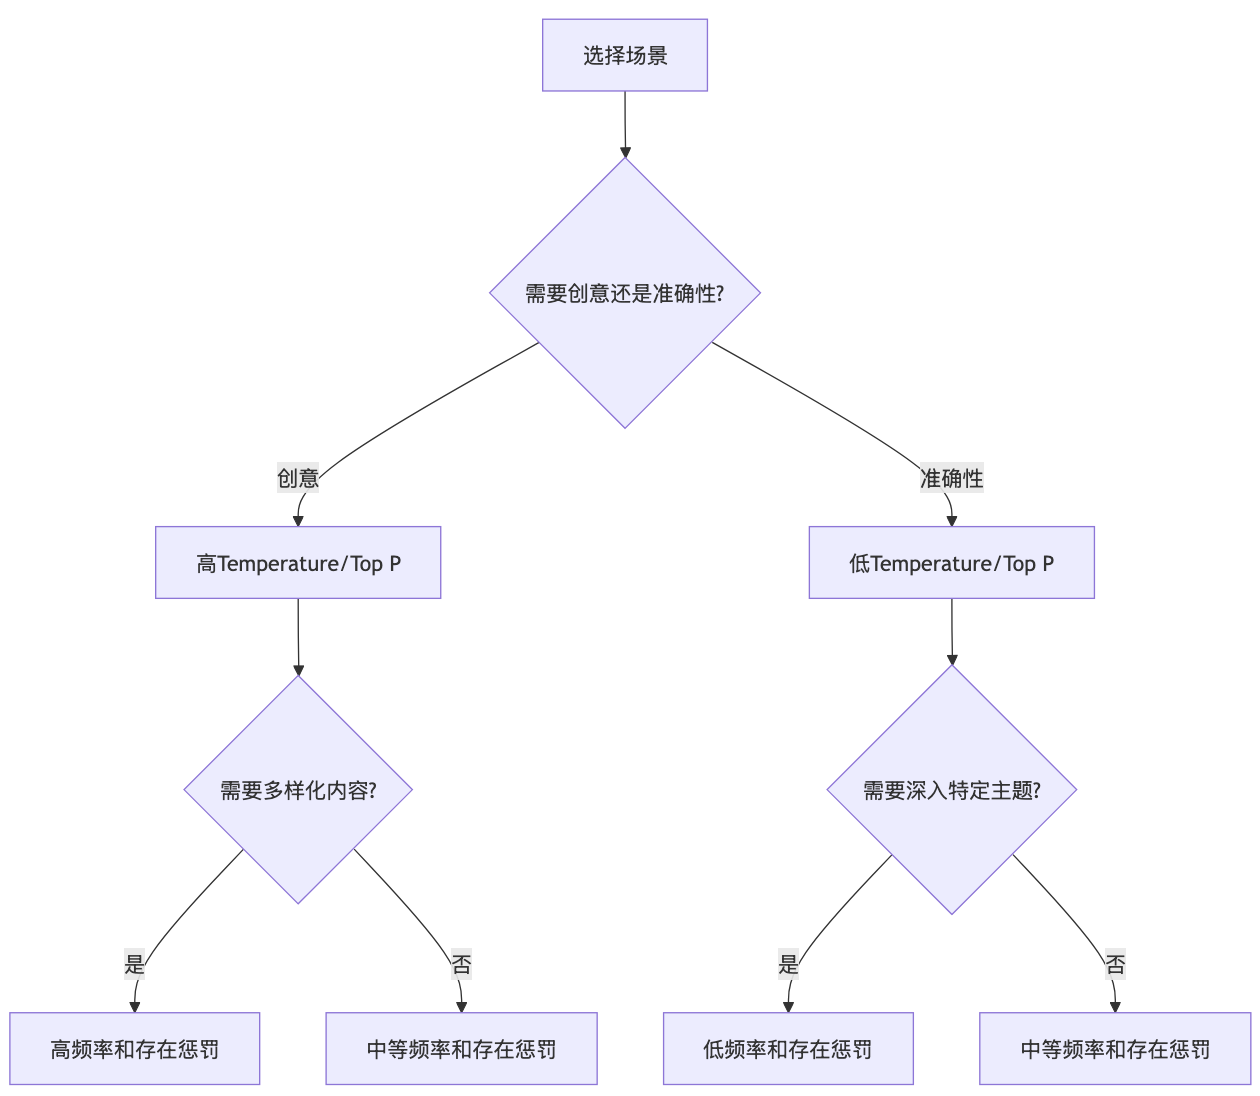 选择场景
需要创意还是准确性?
创意
准确性
高Temperature/Top P
低Temperature/Top P
需要多样化内容?
需要深入特定主题?
是
否
是
否
高频率和存在惩罚
中等频率和存在惩罚
低频率和存在惩罚
中等频率和存在惩罚